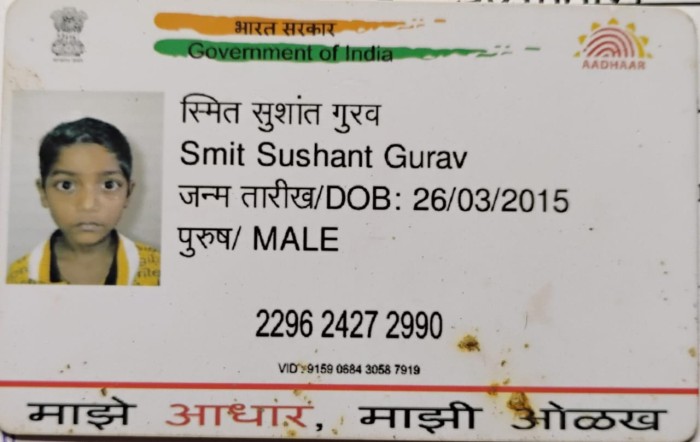 भारत सरकार
Government of India
AADHAAR
स्मित सुशांत गुरव
Smit Sushant Gurav
जन्म तारीख/DOB: 26/03/2015
पुरुष/ MALE
2296 2427 2990
VID : 9159 0684 3058 7919
माझे आधार, माझी ओळख